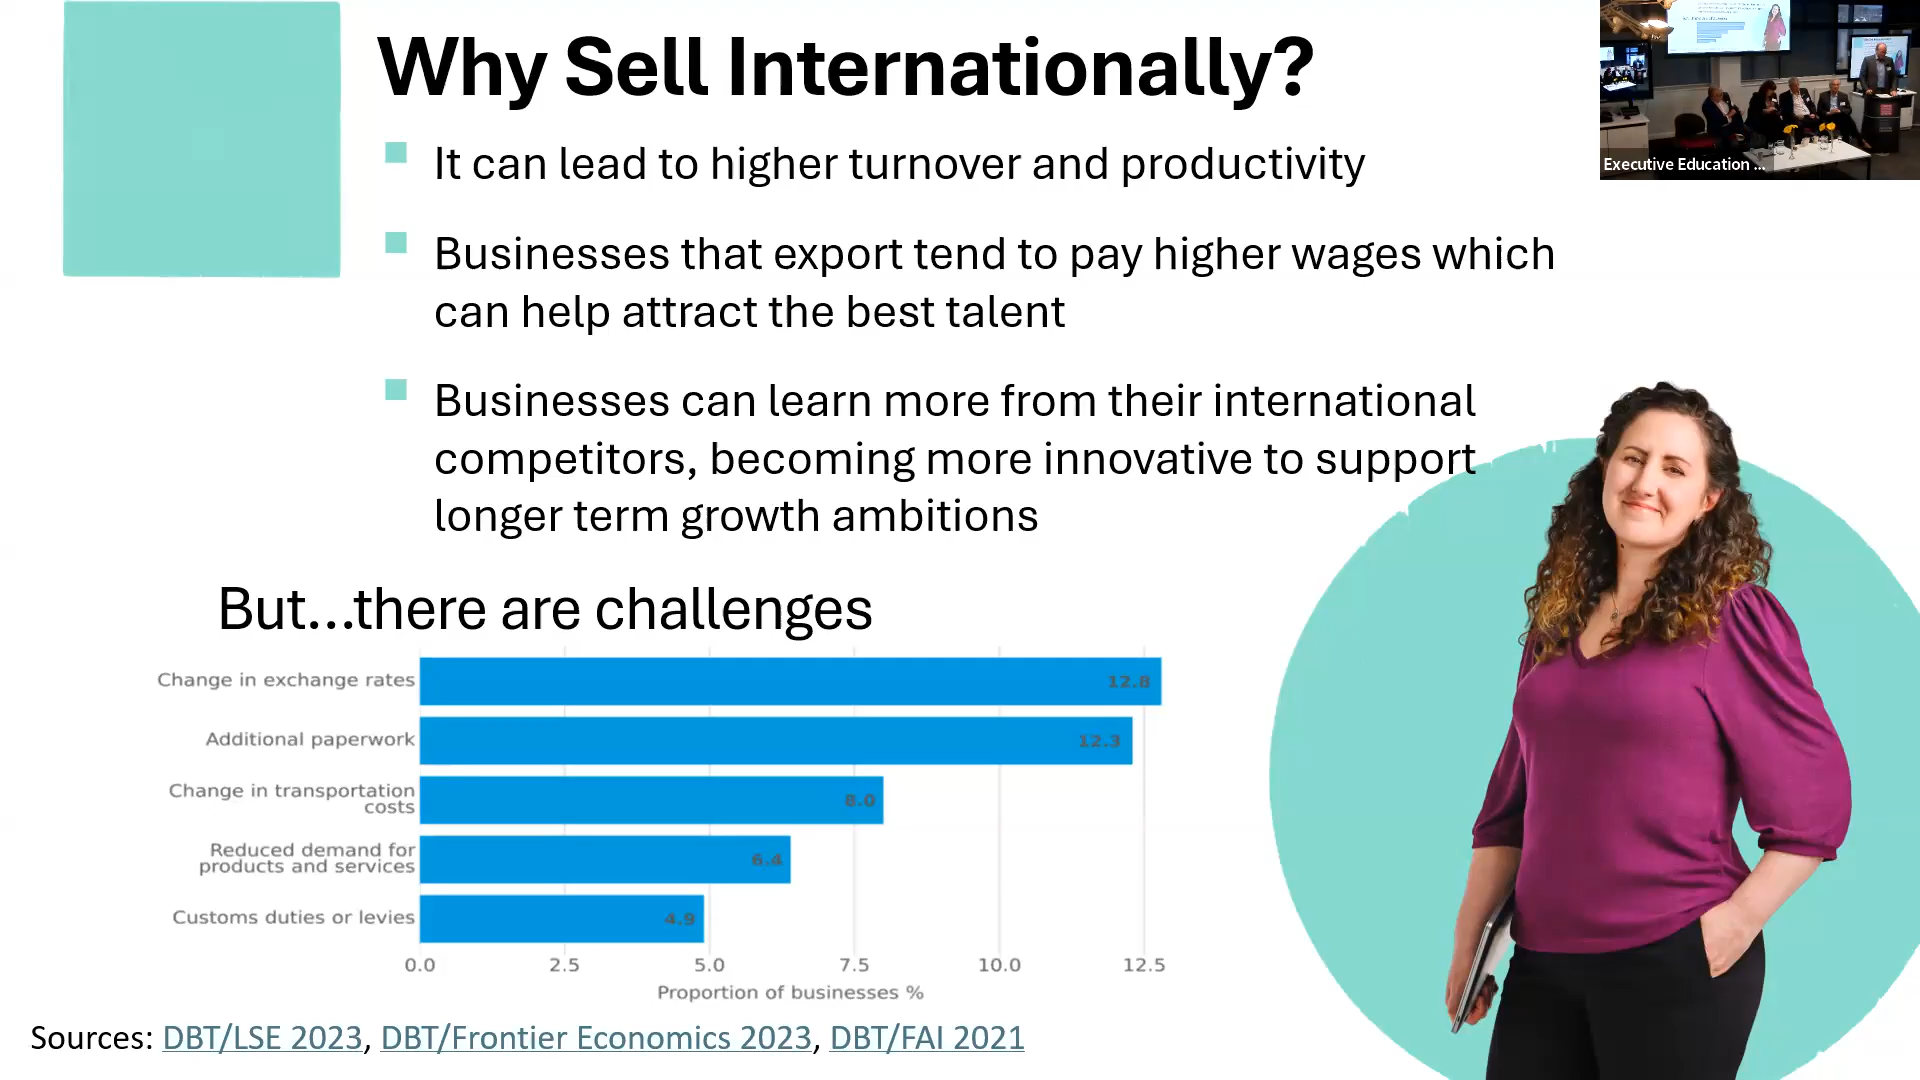 Why Sell Internationally?
It can lead to higher turnover and productivity
Businesses that export tend to pay higher wages which
can help attract the best talent
Businesses can learn more from their international
competitors, becoming more innovative to support
longer term growth ambitions
But...there are challenges
Change in exchange rates
12.8
Additional paperwork
12.3
Change in transportation
costs
8.0
Reduced demand for
products and services
6.4
Customs duties or levies
4.9
0.0 2.5 5.0 7.5 10.0 12.5
Proportion of businesses %
Sources: DBT/LSE 2023, DBT/Frontier Economics 2023, DBT/FAI 2021
Executive Education ...